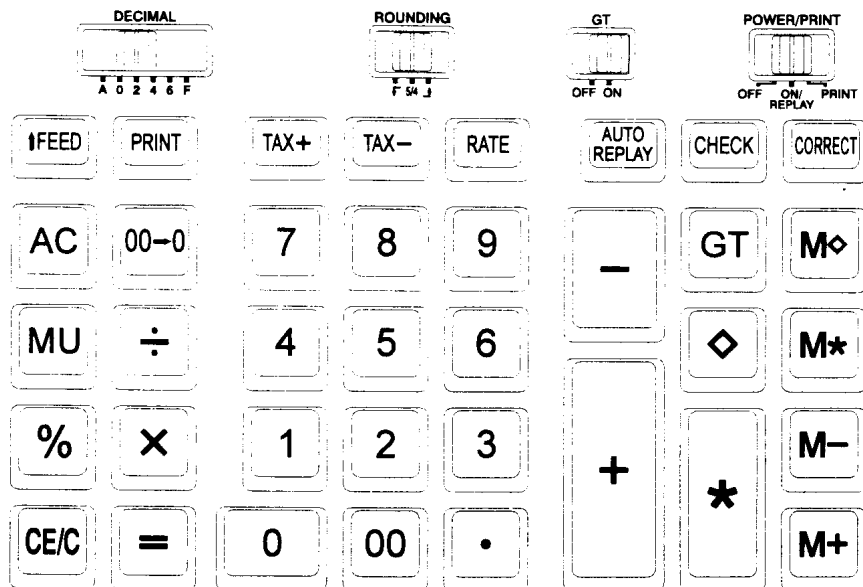 DECIMAL ROUNDING GT POWER/PRINT
A 0 2 4 6 F 5/4 OFF ON OFF ON/ PRINT
REPLAY
FEED PRINT TAX+ TAX− RATE AUTO REPLAY CHECK CORRECT
AC 00→0 7 8 9 − GT M◇
MU ÷ 4 5 6 ◇ M*
% × 1 2 3 + * M−
CE/C = 0 00 • M+